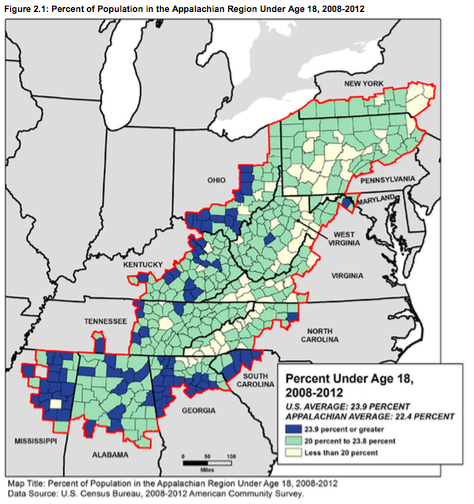 Figure 2.1: Percent of Population in the Appalachian Region Under Age 18, 2008-2012
NEW YORK
OHIO
PENNSYLVANIA
MARYLAND
WEST
VIRGINIA
KENTUCKY
VIRGINIA
TENNESSEE
NORTH
CAROLINA
SOUTH
CAROLINA
GEORGIA
MISSISSIPPI
ALABAMA
Percent Under Age 18,
2008-2012
U.S. AVERAGE: 23.9 PERCENT
APPALACHIAN AVERAGE: 22.4 PERCENT
23.9 percent or greater
20 percent to 23.8 percent
Less than 20 percent
0 50 100
Miles
Map Title: Percent of Population in the Appalachian Region Under Age 18, 2008-2012
Data Source: U.S. Census Bureau, 2008-2012 American Community Survey.